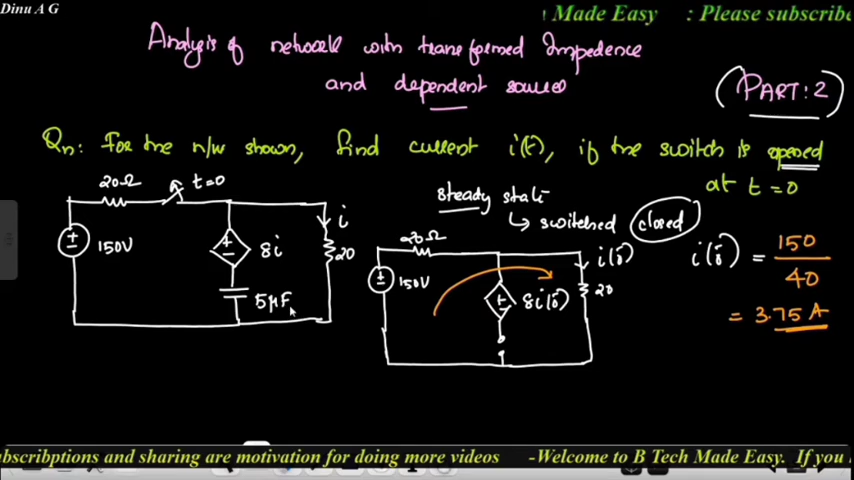 Dinu A G
Made Easy : Please subscribe
Analysis of network with transformed Impedence
and dependent source
(PART:2)
Qn: For the n/w shown, find current i(t), if the switch is opened
at t=0
20Ω t=0
150V
8i
5μF
i
20
steady state
↳ switched closed
20Ω
150V
8i(0⁻)
i(0⁻)
20
i(0⁻) = 150
40
= 3.75 A
bscribptions and sharing are motivation for doing more videos -Welcome to B Tech Made Easy. If you